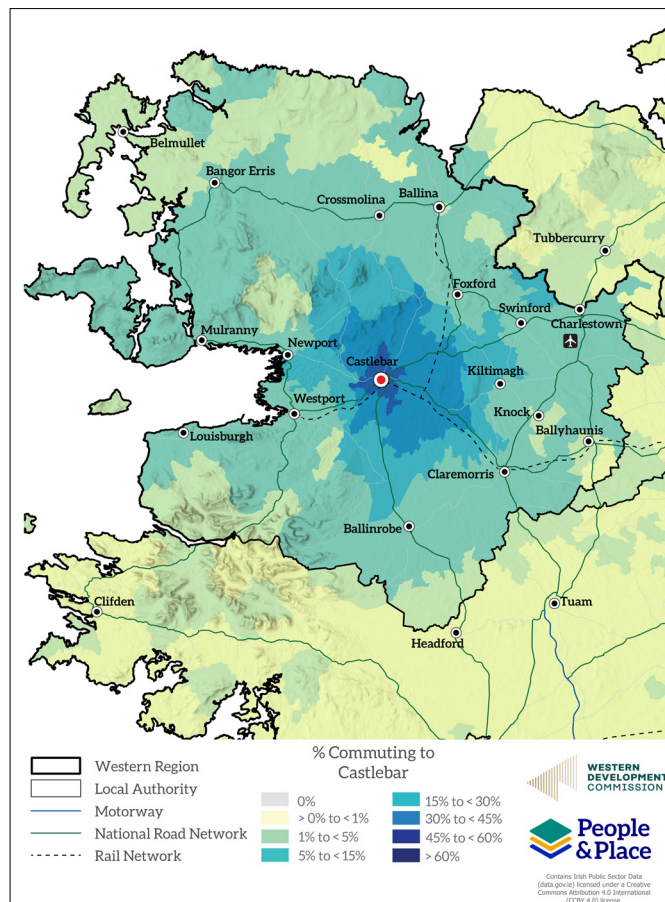 Belmullet
Bangor Erris
Crossmolina
Ballina
Tubbercurry
Foxford
Swinford
Charlestown
Mulranny
Newport
Castlebar
Kiltimagh
Westport
Knock
Louisburgh
Ballyhaunis
Claremorris
Ballinrobe
Clifden
Tuam
Headford
Western Region
Local Authority
Motorway
National Road Network
Rail Network
% Commuting to
Castlebar
0%
> 0% to <1%
1% to < 5%
5% to <15%
15% to < 30%
30% to < 45%
45% to < 60%
> 60%
WESTERN
DEVELOPMENT
COMMISSION
People
& Place
Contains Irish Public Sector Data
(data.gov.ie) licensed under a Creative
Commons Attribution 4.0 International
(CCBY 4.0) license